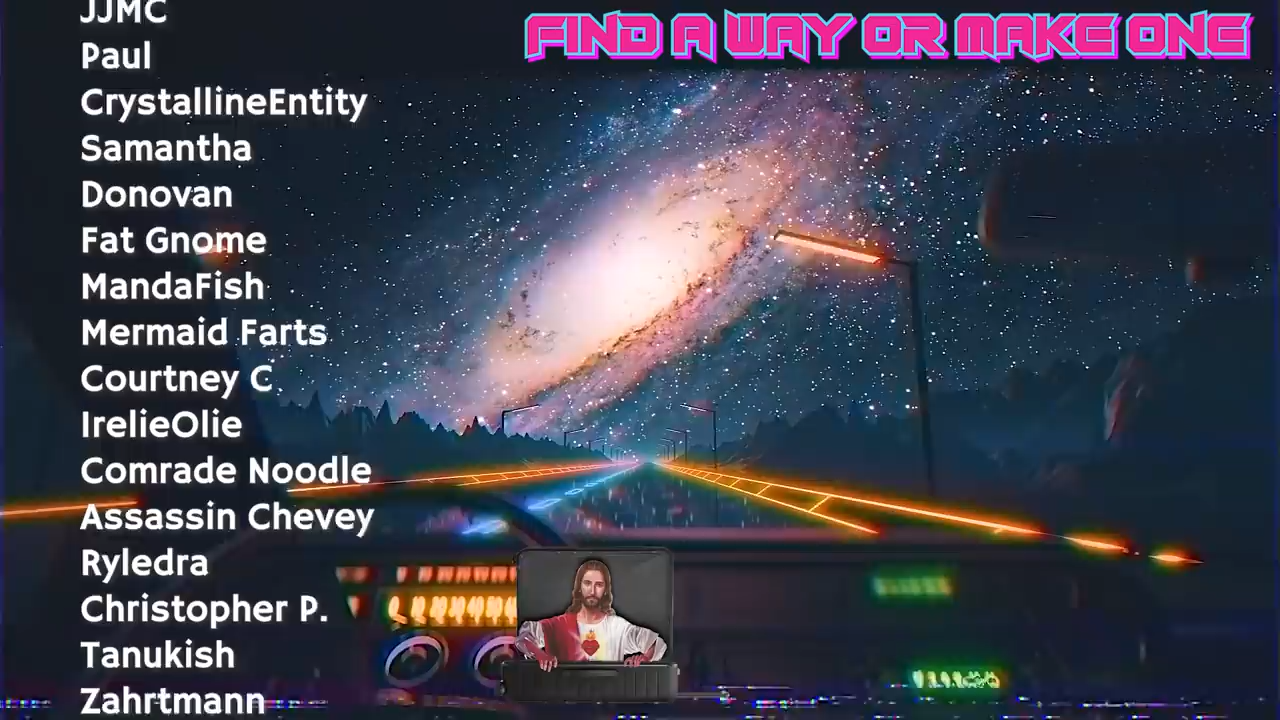 JJMC
FIND A WAY OR MAKE ONE
Paul
CrystallineEntity
Samantha
Donovan
Fat Gnome
MandaFish
Mermaid Farts
Courtney C
IrelieOlie
Comrade Noodle
Assassin Chevey
Ryledra
Christopher P.
Tanukish
Zahrtmann